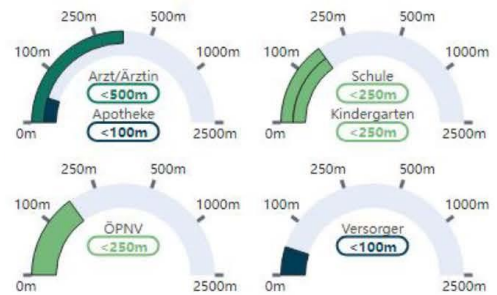 250m 500m
100m 1000m
Arzt/Ärztin
<500m
Apotheke
<100m
0m 2500m
250m 500m
100m 1000m
Schule
<250m
Kindergarten
<250m
0m 2500m
250m 500m
100m 1000m
ÖPNV
<250m
0m 2500m
250m 500m
100m 1000m
Versorger
<100m
0m 2500m